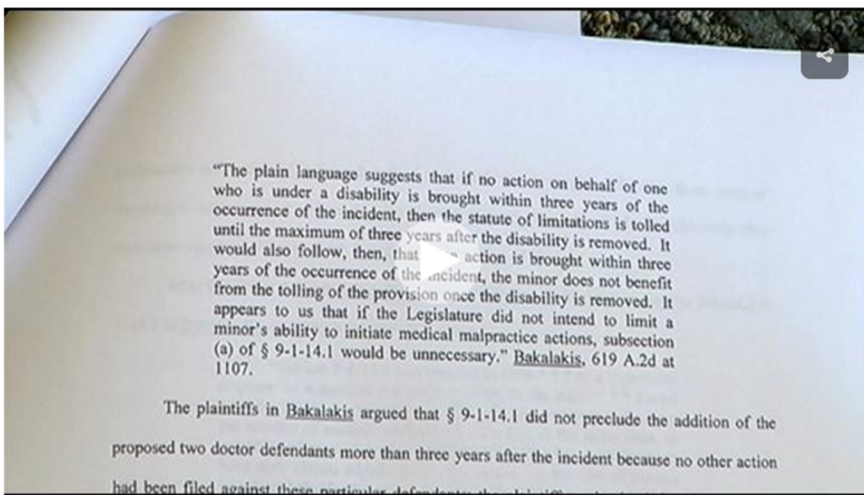 “The plain language suggests that if no action on behalf of one
who is under a disability is brought within three years of the
occurrence of the incident, then the statute of limitations is tolled
until the maximum of three years after the disability is removed. It
would also follow, then, that action is brought within three
years of the occurrence of the incident, the minor does not benefit
from the tolling of the provision once the disability is removed. It
appears to us that if the Legislature did not intend to limit a
minor's ability to initiate medical malpractice actions, subsection
(a) of § 9-1-14.1 would be unnecessary.” Bakalakis, 619 A.2d at
1107.
The plaintiffs in Bakalakis argued that § 9-1-14.1 did not preclude the addition of the
proposed two doctor defendants more than three years after the incident because no other action
had been filed against these particular defendants